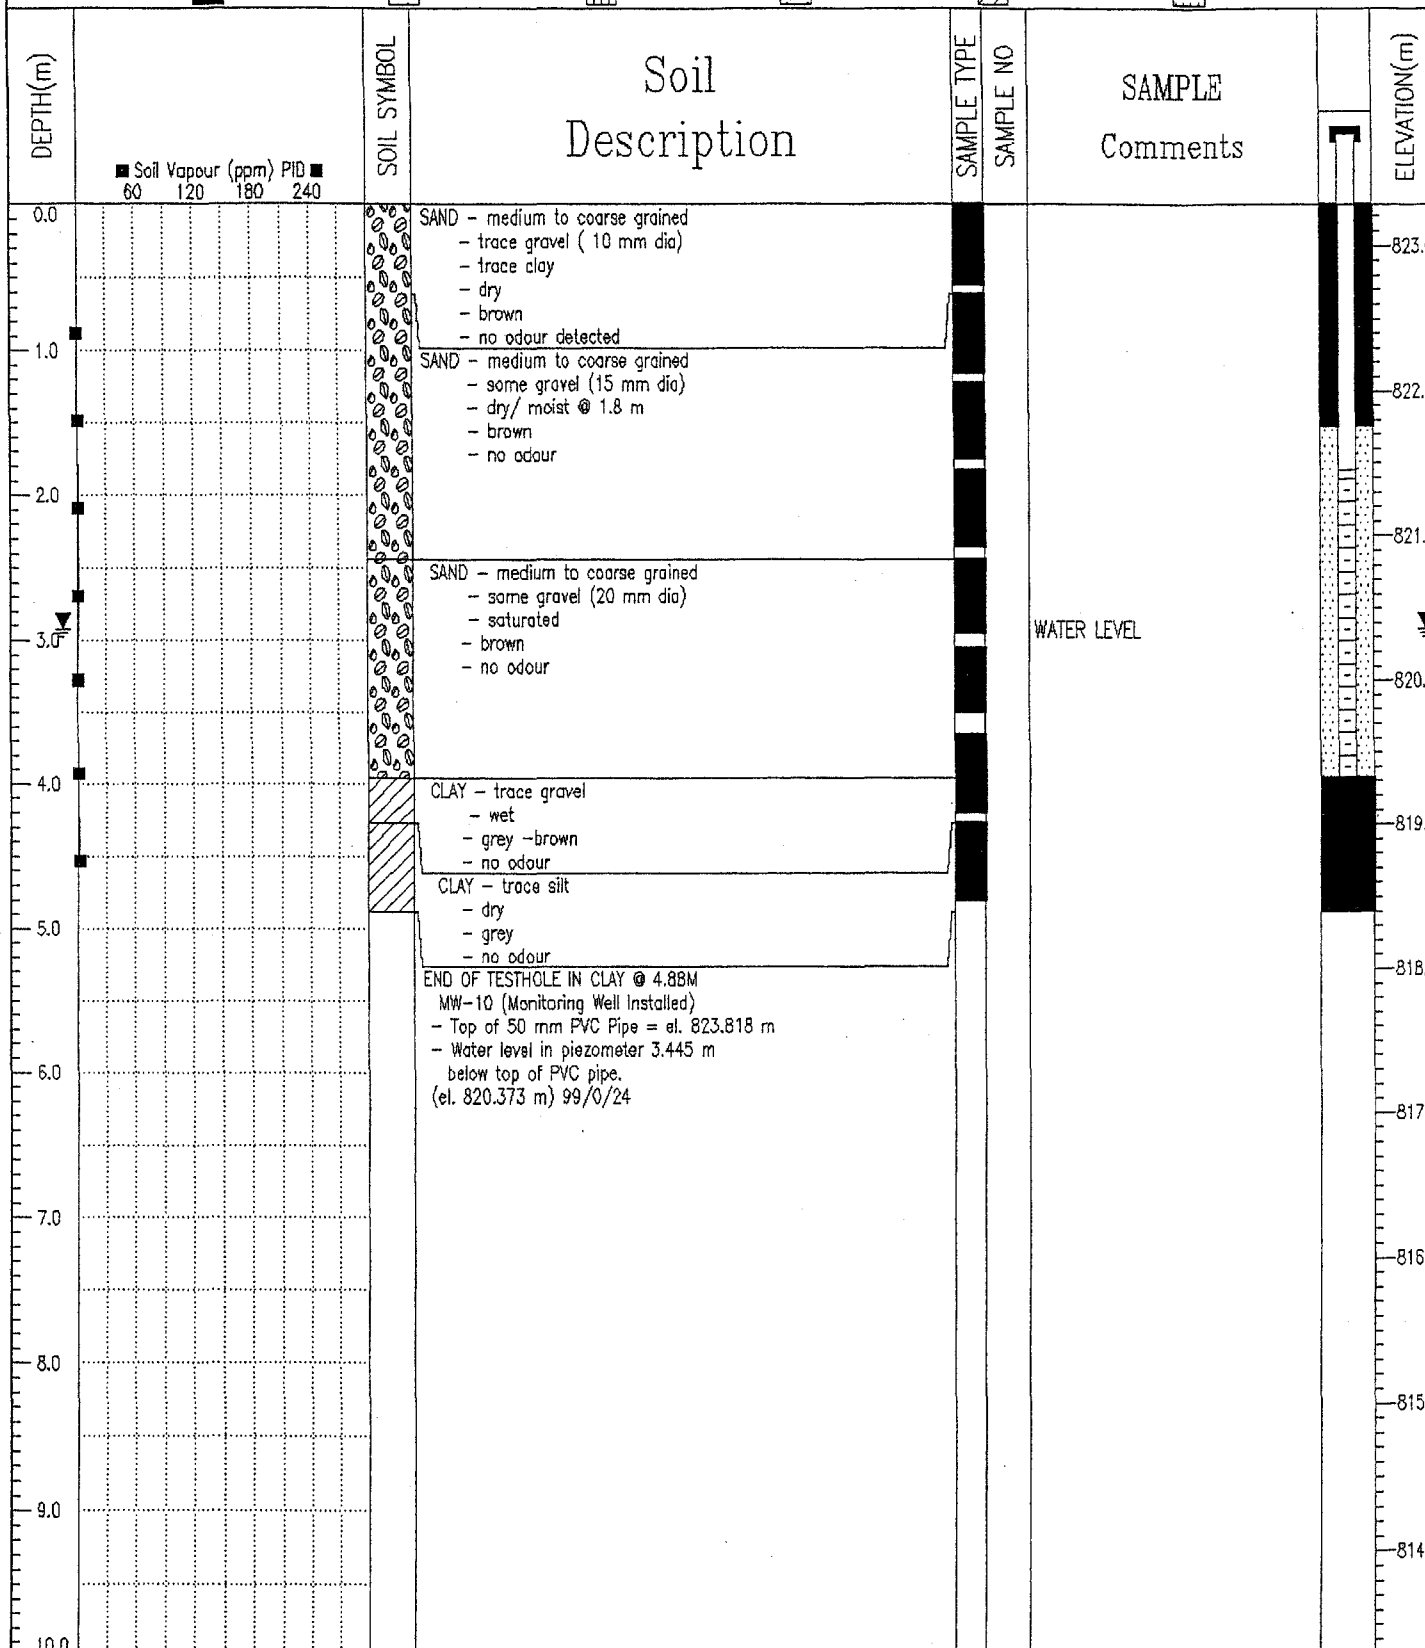 DEPTH(m)
■ Soil Vapour (ppm) PID ■
60 120 180 240
SOIL SYMBOL
Soil
Description
SAMPLE TYPE
SAMPLE NO
SAMPLE
Comments
ELEVATION(m)
0.0
1.0
2.0
3.0
4.0
5.0
6.0
7.0
8.0
9.0
10.0
SAND - medium to coarse grained
- trace gravel ( 10 mm dia)
- trace clay
- dry
- brown
- no odour detected
SAND - medium to coarse grained
- some gravel (15 mm dia)
- dry/ moist @ 1.8 m
- brown
- no odour
SAND - medium to coarse grained
- some gravel (20 mm dia)
- saturated
- brown
- no odour
CLAY - trace gravel
- wet
- grey -brown
- no odour
CLAY - trace silt
- dry
- grey
- no odour
END OF TESTHOLE IN CLAY @ 4.88M
MW-10 (Monitoring Well Installed)
- Top of 50 mm PVC Pipe = el. 823.818 m
- Water level in piezometer 3.445 m
below top of PVC pipe.
(el. 820.373 m) 99/0/24
WATER LEVEL
823.
822.
821.
820.
819.
818.
817
816
815
814